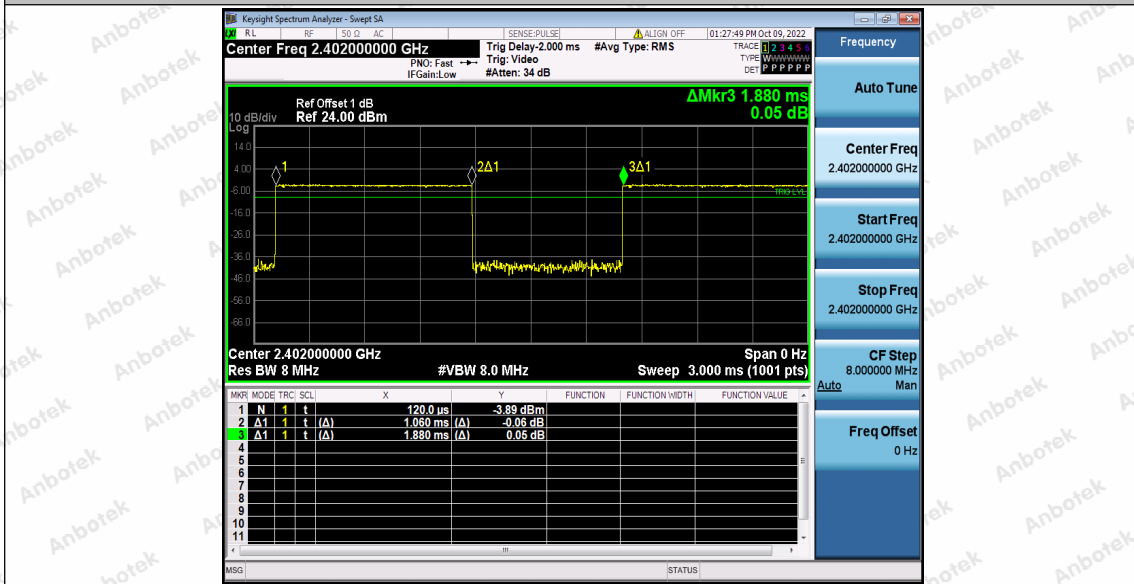 Keysight Spectrum Analyzer - Swept SA
LXI RL RF 50 Ω AC SENSE:PULSE ALIGN OFF 01:27:49 PM Oct 09, 2022
Center Freq 2.402000000 GHz
PNO: Fast
IFGain:Low
Trig Delay-2.000 ms
Trig: Video
#Atten: 34 dB
#Avg Type: RMS
TRACE 1 2 3 4 5 6
TYPE WWWWWW
DET P P P P P P
ΔMkr3 1.880 ms
0.05 dB
10 dB/div
Log
Ref Offset 1 dB
Ref 24.00 dBm
14.0
4.00
-6.00
-16.0
-26.0
-36.0
-46.0
-56.0
-66.0
1
2Δ1
3Δ1
TRIG LVL
Center 2.402000000 GHz Span 0 Hz
Res BW 8 MHz #VBW 8.0 MHz Sweep 3.000 ms (1001 pts)
MKR MODE TRC SCL X Y FUNCTION FUNCTION WIDTH FUNCTION VALUE
1 N 1 t 120.0 µs -3.89 dBm
2 Δ1 1 t (Δ) 1.060 ms (Δ) -0.06 dB
3 Δ1 1 t (Δ) 1.880 ms (Δ) 0.05 dB
4
5
6
7
8
9
10
11
MSG STATUS
Frequency
Auto Tune
Center Freq
2.402000000 GHz
Start Freq
2.402000000 GHz
Stop Freq
2.402000000 GHz
CF Step
8.000000 MHz
Auto Man
Freq Offset
0 Hz
Anbotek